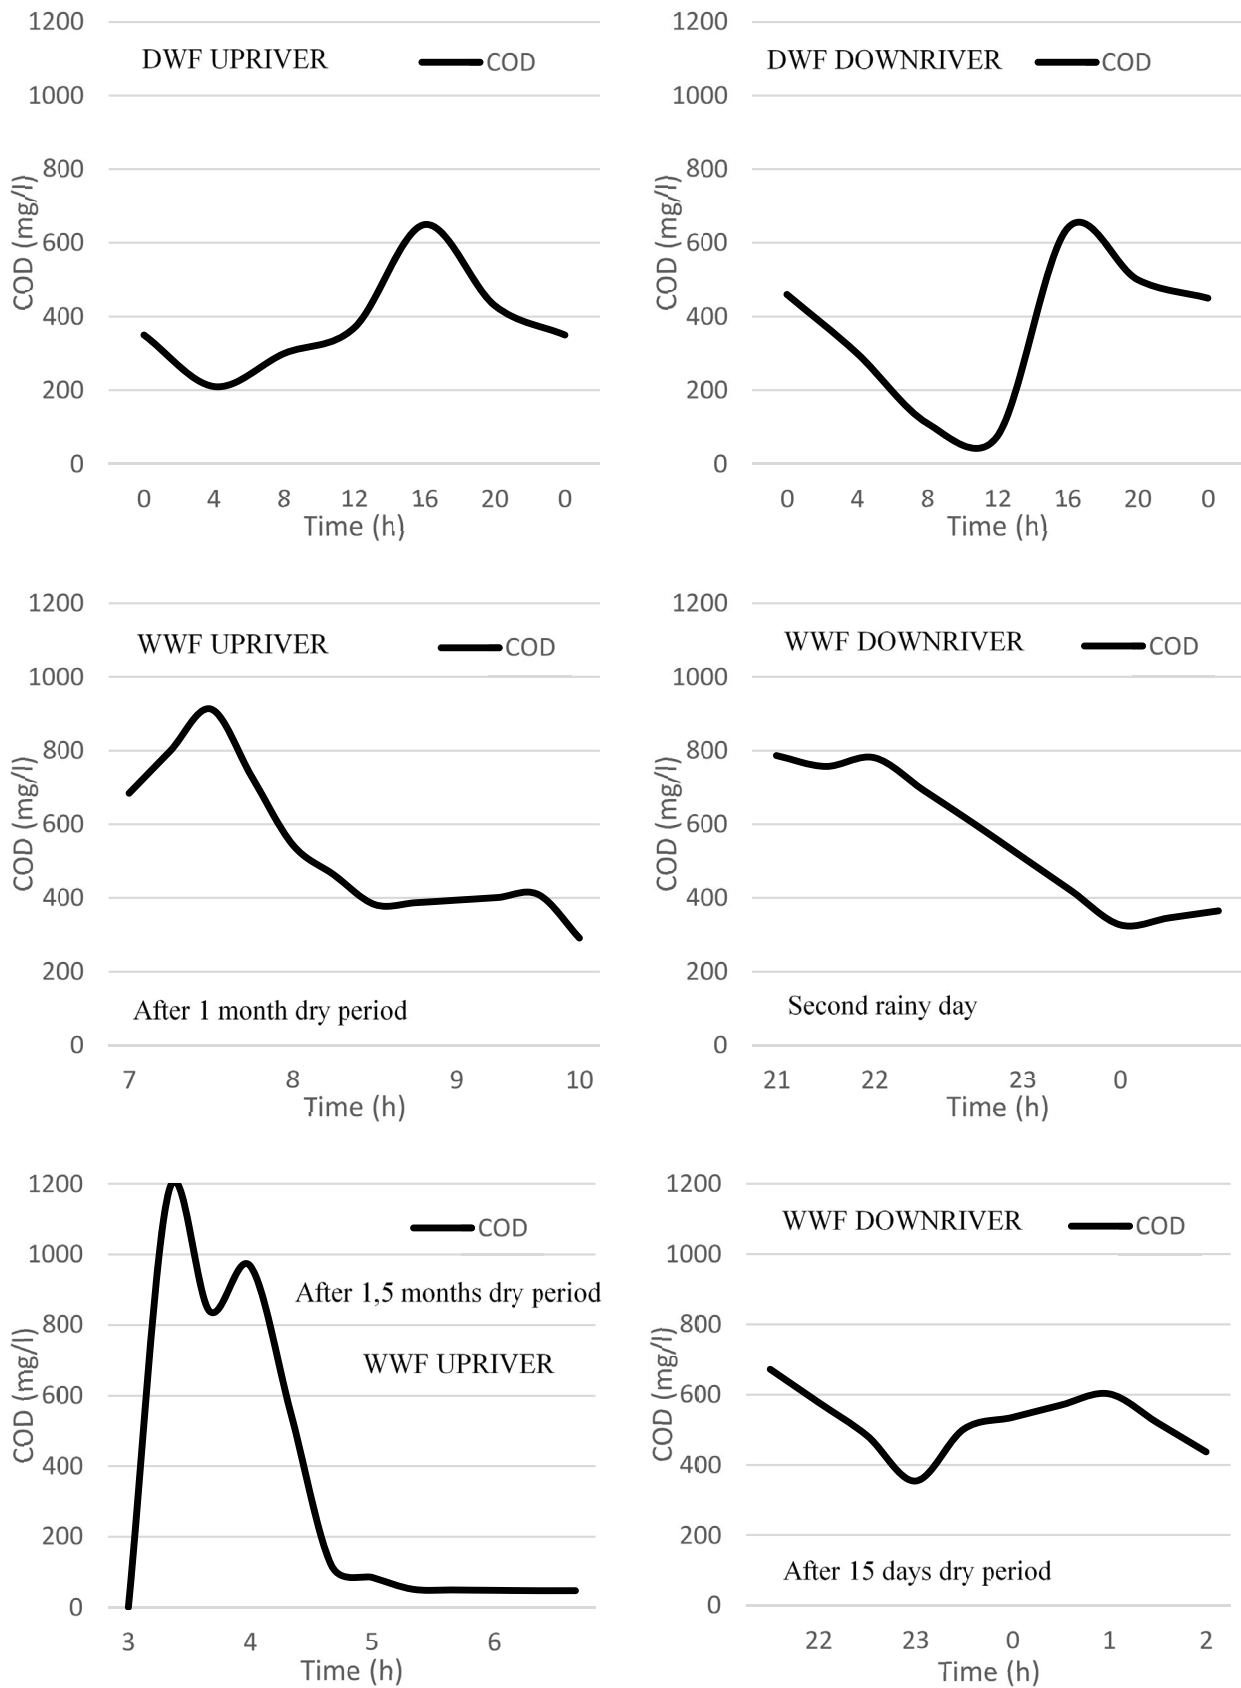 1200
DWF UPRIVER COD
1000
800
600
400
200
0
COD (mg/l)
0 4 8 12 16 20 0
Time (h)
1200
DWF DOWNRIVER COD
1000
800
600
400
200
0
COD (mg/l)
0 4 8 12 16 20 0
Time (h)
1200
WWF UPRIVER COD
1000
800
600
400
200
After 1 month dry period
0
COD (mg/l)
7 8 9 10
Time (h)
1200
WWF DOWNRIVER COD
1000
800
600
400
200
Second rainy day
0
COD (mg/l)
21 22 23 0
Time (h)
1200
COD
1000
After 1,5 months dry period
800
WWF UPRIVER
600
400
200
0
COD (mg/l)
3 4 5 6
Time (h)
1200
WWF DOWNRIVER COD
1000
800
600
400
200
After 15 days dry period
0
COD (mg/l)
22 23 0 1 2
Time (h)